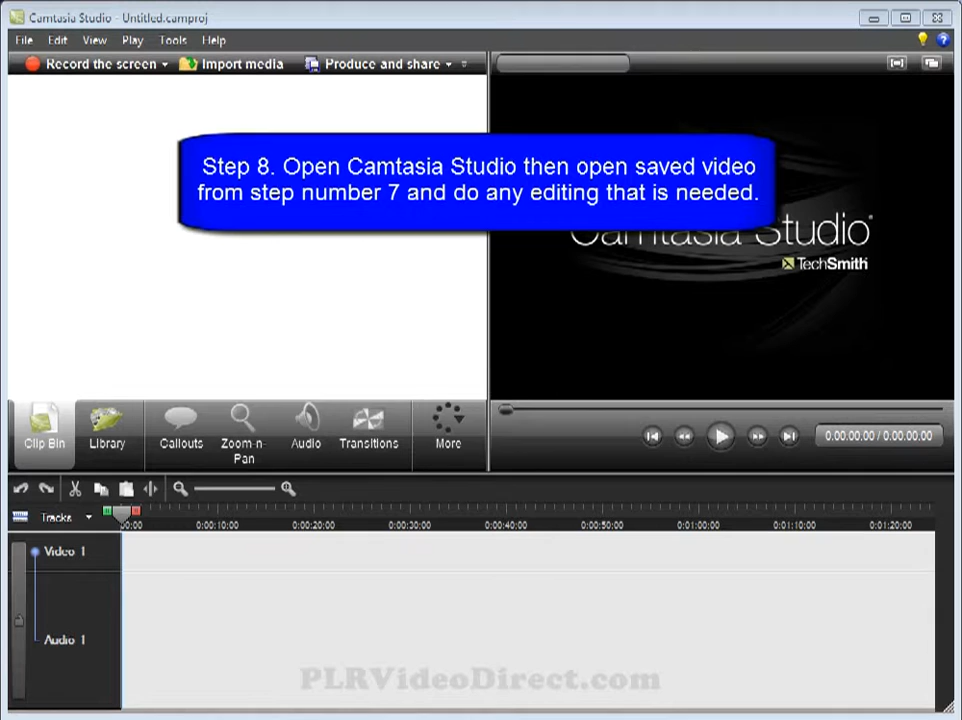 Camtasia Studio - Untitled.camproj
File Edit View Play Tools Help
Record the screen Import media Produce and share
Step 8. Open Camtasia Studio then open saved video
from step number 7 and do any editing that is needed.
Camtasia Studio
TechSmith
Clip Bin Library Callouts Zoom-n-
Pan Audio Transitions More
0:00:00.00 / 0:00:00.00
Tracks 0:00:10:00 0:00:20:00 0:00:30:00 0:00:40:00 0:00:50:00 0:01:00:00 0:01:10:00 0:01:20:00
Video 1
Audio 1
PLRVideoDirect.com